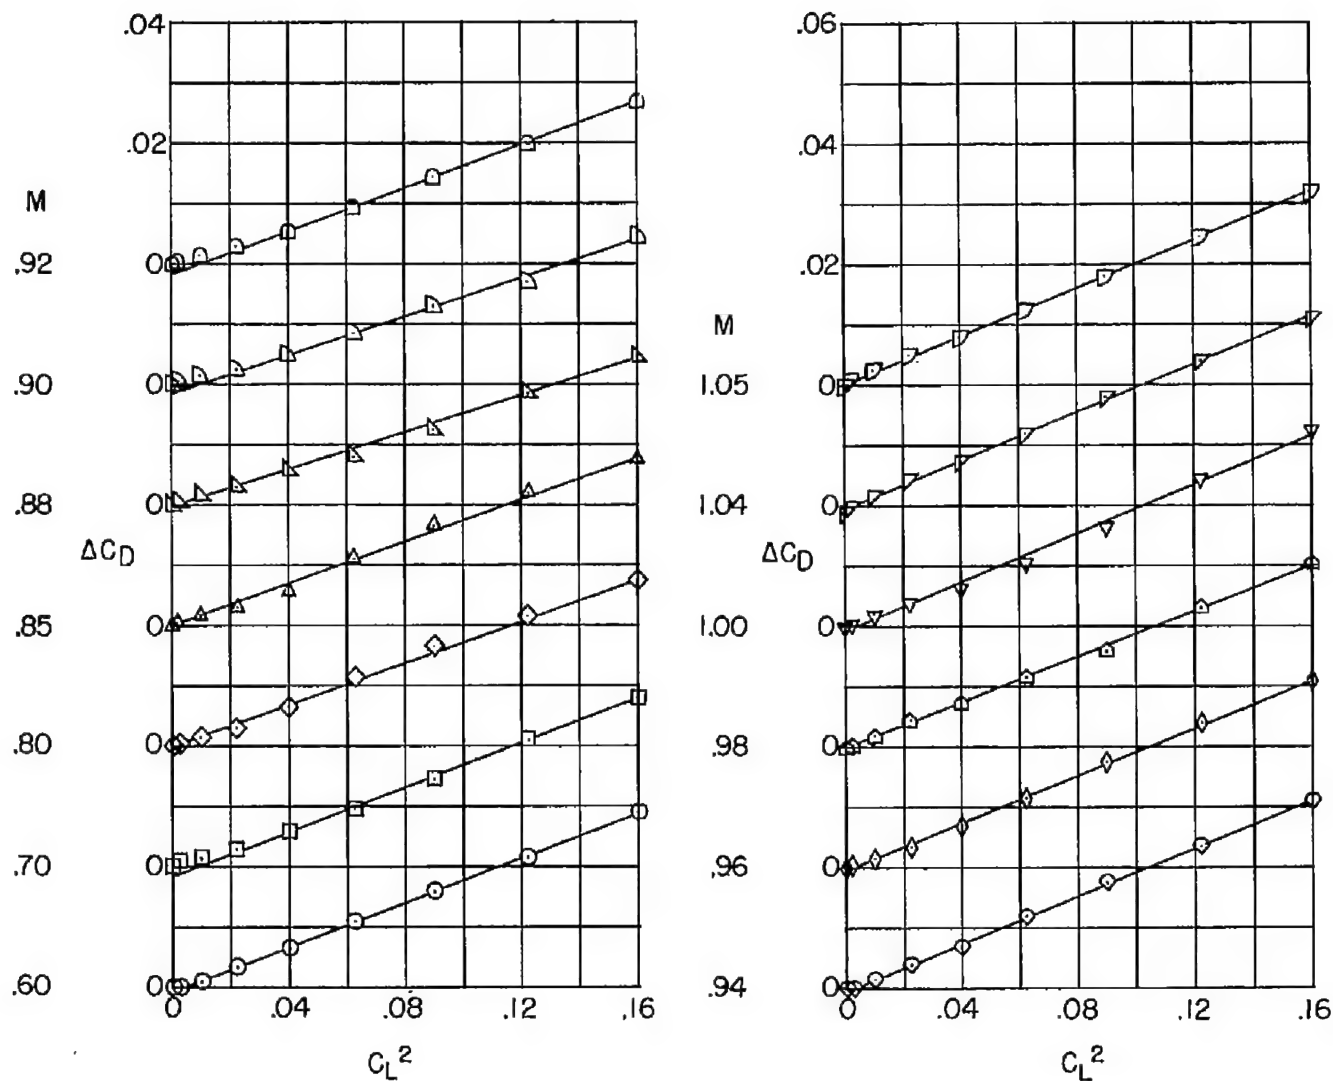 .04
.02
M
.92 0
.90 0
.88 0
ΔC_D
.85 0
.80 0
.70 0
.60 0
0 .04 .08 .12 .16
C_L^2
.06
.04
.02
M
1.05 0
1.04 0
ΔC_D
1.00 0
.98 0
.96 0
.94 0
0 .04 .08 .12 .16
C_L^2